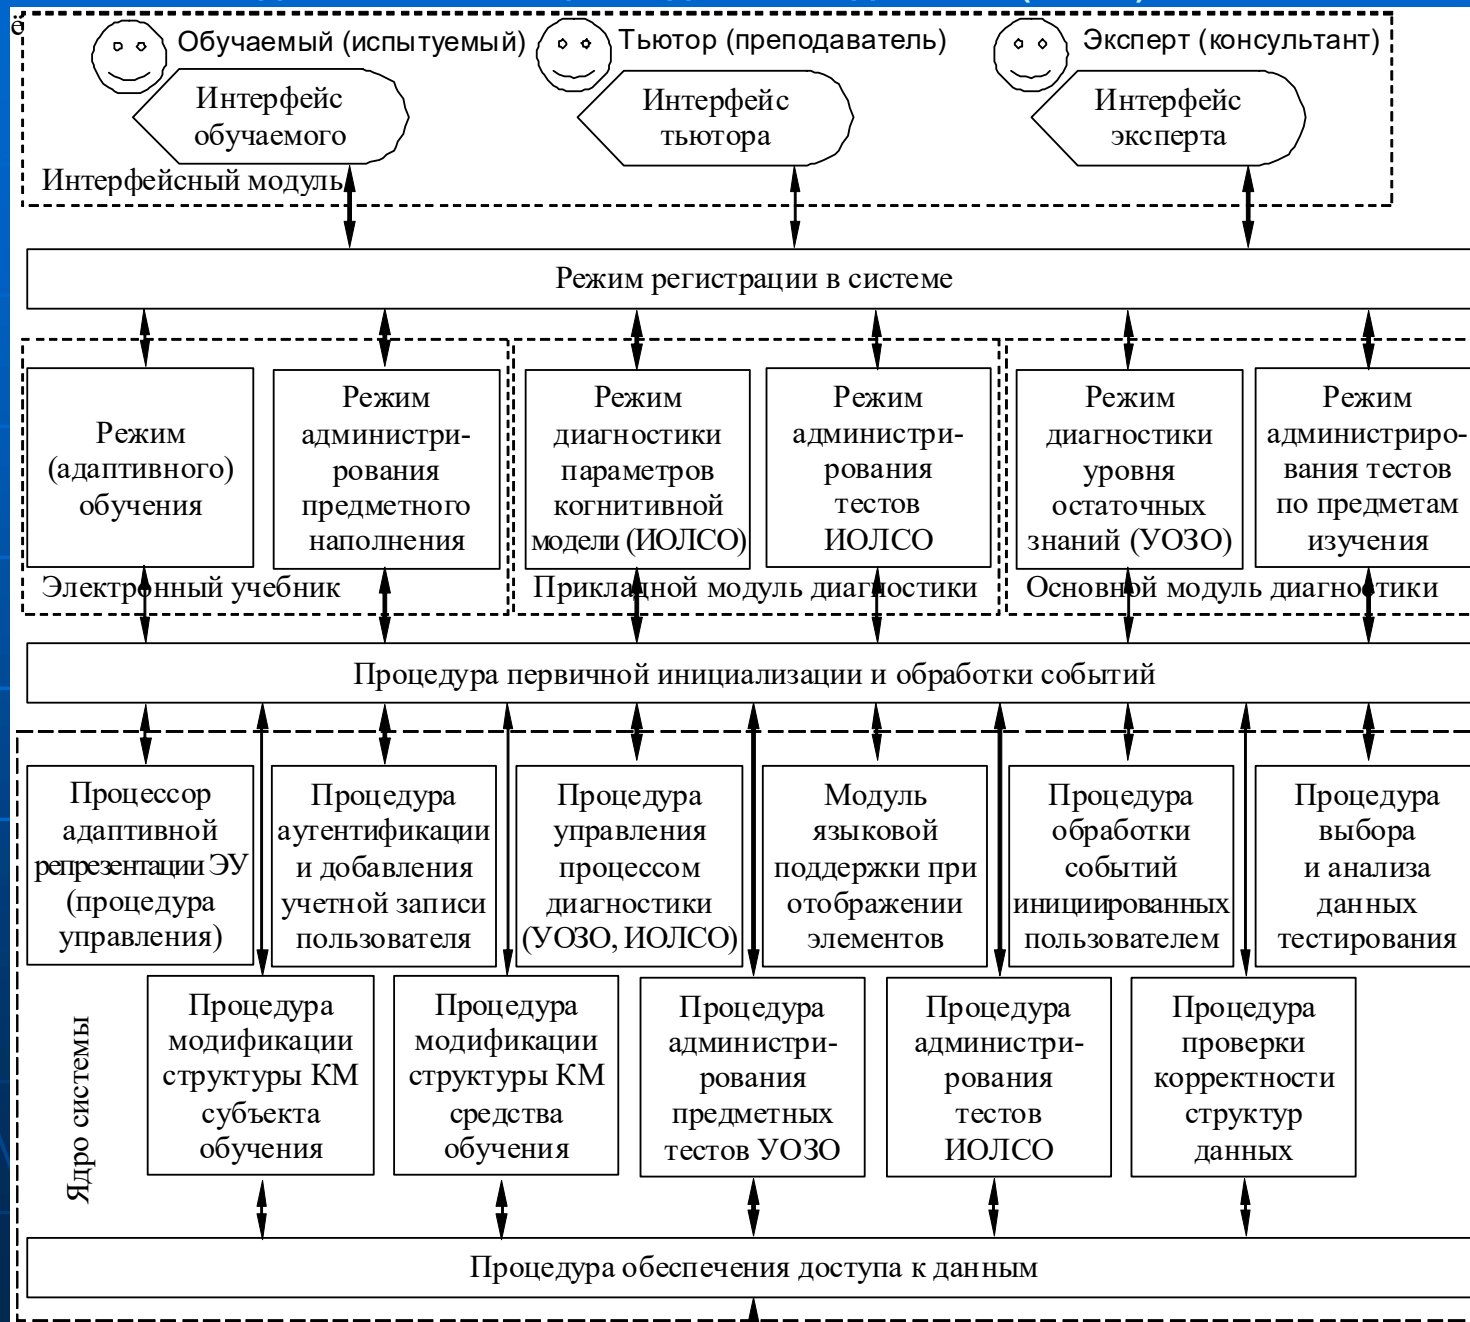 ё
Обучаемый (испытуемый)
Тьютор (преподаватель)
Эксперт (консультант)
Интерфейс
обучаемого
Интерфейс
тьютора
Интерфейс
эксперта
Интерфейсный модуль
Режим регистрации в системе
Режим
(адаптивного)
обучения
Режим
администри-
рования
предметного
наполнения
Режим
диагностики
параметров
когнитивной
модели (ИОЛСО)
Режим
администри-
рования
тестов
ИОЛСО
Режим
диагностики
уровня
остаточных
знаний (УОЗО)
Режим
администриро-
вания тестов
по предметам
изучения
Электронный учебник
Прикладной модуль диагностики
Основной модуль диагностики
Процедура первичной инициализации и обработки событий
Процессор
адаптивной
репрезентации ЭУ
(процедура
управления)
Процедура
аутентификации
и добавления
учетной записи
пользователя
Процедура
управления
процессом
диагностики
(УОЗО, ИОЛСО)
Модуль
языковой
поддержки при
отображении
элементов
Процедура
обработки
событий
инициированных
пользователем
Процедура
выбора
и анализа
данных
тестирования
Ядро системы
Процедура
модификации
структуры КМ
субъекта
обучения
Процедура
модификации
структуры КМ
средства
обучения
Процедура
администри-
рования
предметных
тестов УОЗО
Процедура
администри-
рования
тестов
ИОЛСО
Процедура
проверки
корректности
структур
данных
Процедура обеспечения доступа к данным